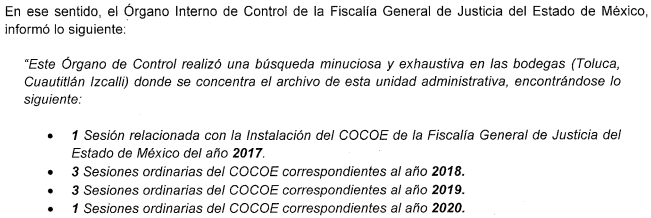 En ese sentido, el Órgano Interno de Control de la Fiscalía General de Justicia del Estado de México,
informó lo siguiente:
"Este Órgano de Control realizó una búsqueda minuciosa y exhaustiva en las bodegas (Toluca,
Cuautitlán Izcalli) donde se concentra el archivo de esta unidad administrativa, encontrándose lo
siguiente:
• 1 Sesión relacionada con la Instalación del COCOE de la Fiscalía General de Justicia del
Estado de México del año 2017.
• 3 Sesiones ordinarias del COCOE correspondientes al año 2018.
• 3 Sesiones ordinarias del COCOE correspondientes al año 2019.
• 1 Sesiones ordinarias del COCOE correspondientes al año 2020.